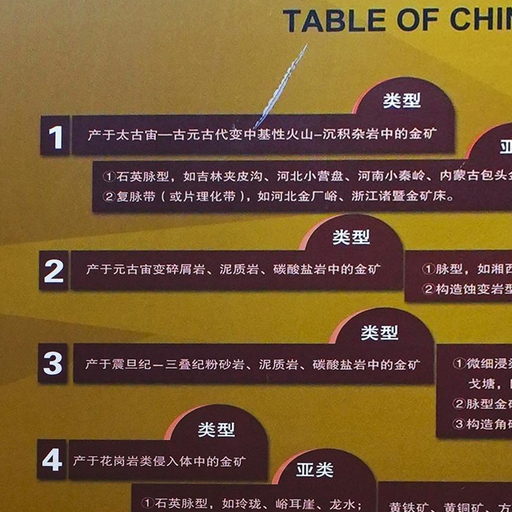 TABLE OF CHIN
类型
1
产于太古宙—古元古代变中基性火山-沉积杂岩中的金矿
亚
①石英脉型，如吉林夹皮沟、河北小营盘、河南小秦岭、内蒙古包头金
②复脉带（或片理化带），如河北金厂峪、浙江诸暨金矿床。
类型
2
产于元古宙变碎屑岩、泥质岩、碳酸盐岩中的金矿
①脉型，如湘西
②构造蚀变岩型
类型
3
产于震旦纪—三叠纪粉砂岩、泥质岩、碳酸盐岩中的金矿
①微细浸染
戈塘，
②脉型金矿
③构造角砾
类型
4
产于花岗岩类侵入体中的金矿
亚类
①石英脉型，如玲珑、峪耳崖、龙水；
黄铁矿、黄铜矿、方